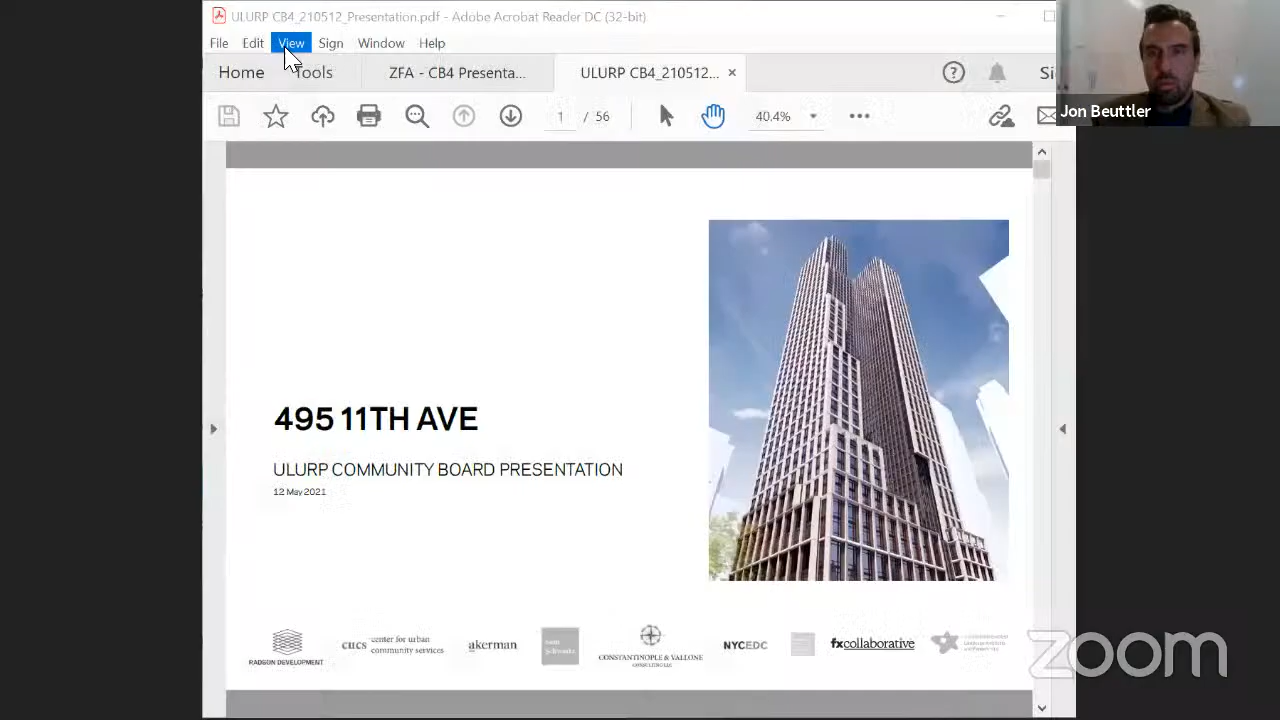 ULURP CB4_210512_Presentation.pdf - Adobe Acrobat Reader DC (32-bit)
File Edit View Sign Window Help
Home Tools ZFA - CB4 Presenta... ULURP CB4_210512... ×
1 / 56 40.4%
Jon Beuttler
495 11TH AVE
ULURP COMMUNITY BOARD PRESENTATION
12 May 2021
RADSON DEVELOPMENT
cucs center for urban community services
akerman
CONSTANTINOPLE & VALLONE
CONSULTING LLC
NYCEDC
fxcollaborative
zoom